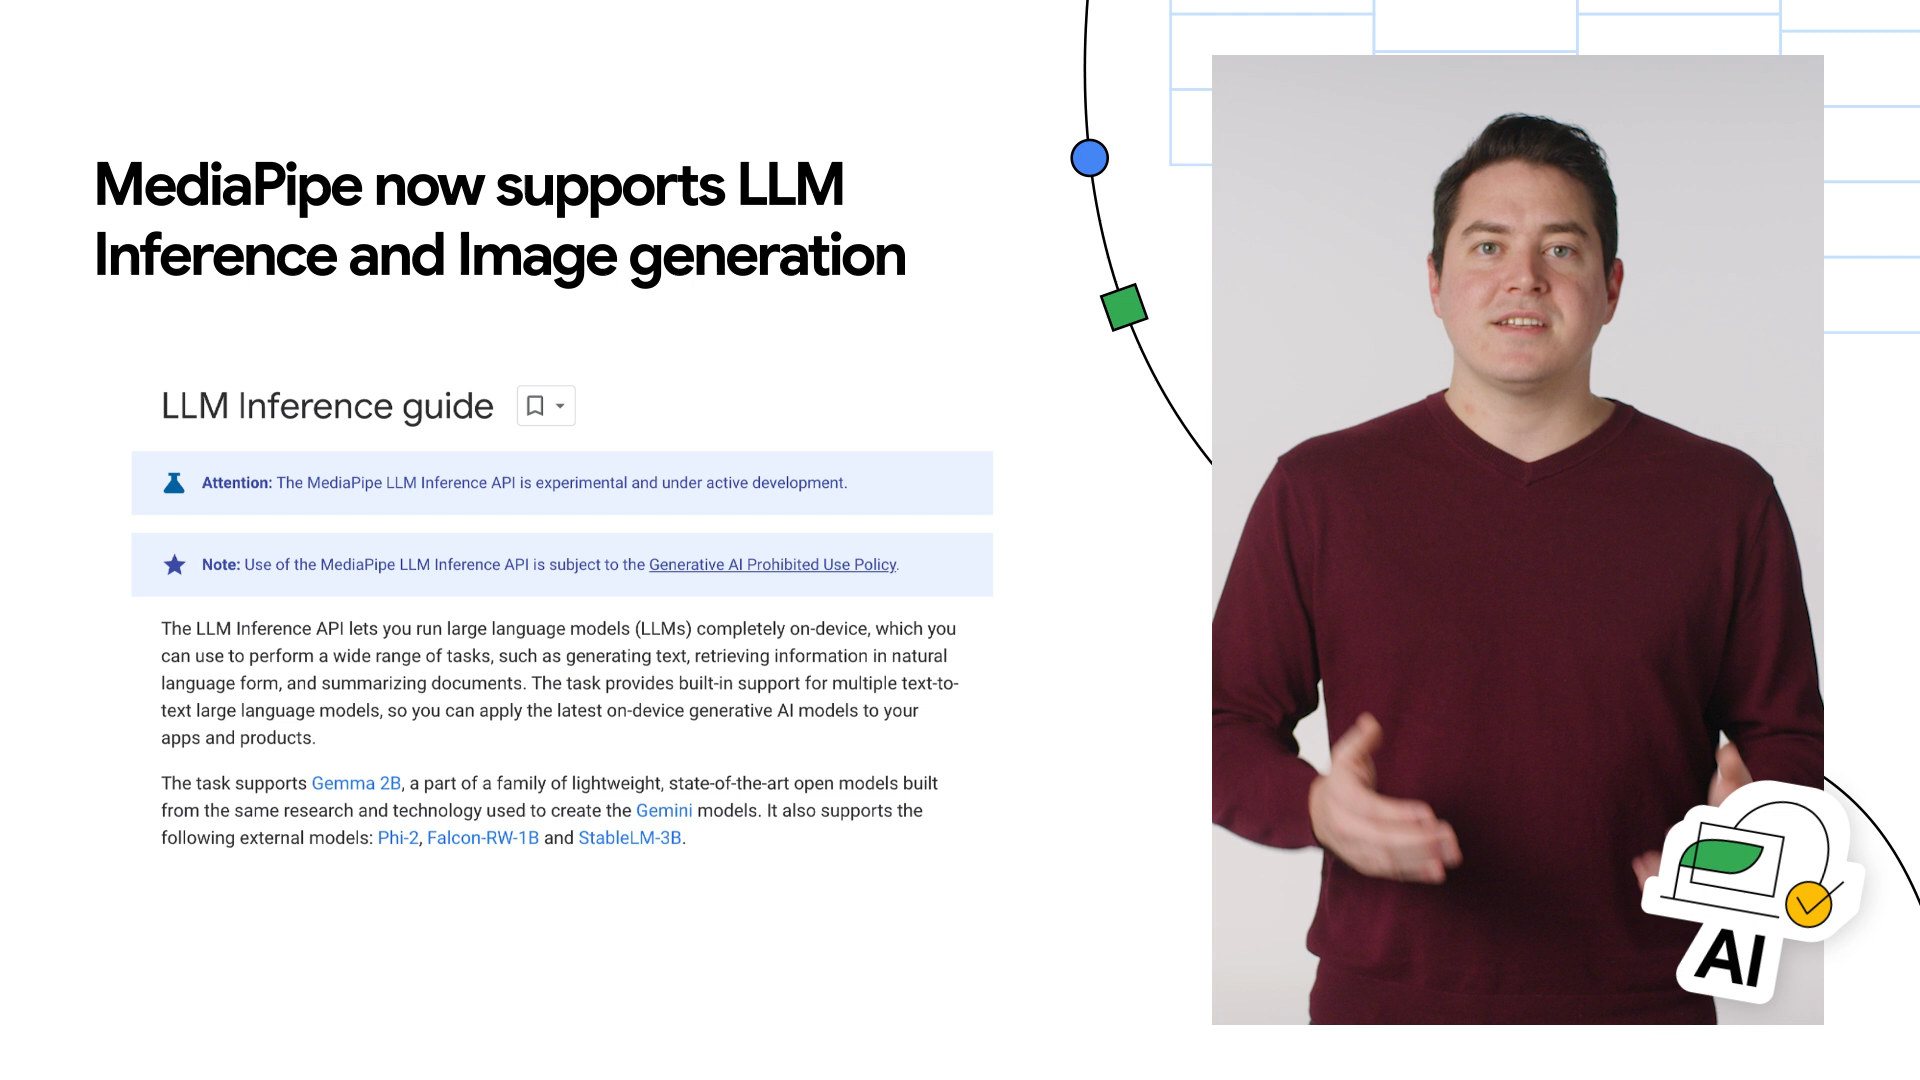 MediaPipe now supports LLM
Inference and Image generation
LLM Inference guide
Attention: The MediaPipe LLM Inference API is experimental and under active development.
Note: Use of the MediaPipe LLM Inference API is subject to the Generative AI Prohibited Use Policy.
The LLM Inference API lets you run large language models (LLMs) completely on-device, which you
can use to perform a wide range of tasks, such as generating text, retrieving information in natural
language form, and summarizing documents. The task provides built-in support for multiple text-to-
text large language models, so you can apply the latest on-device generative AI models to your
apps and products.
The task supports Gemma 2B, a part of a family of lightweight, state-of-the-art open models built
from the same research and technology used to create the Gemini models. It also supports the
following external models: Phi-2, Falcon-RW-1B and StableLM-3B.
AI